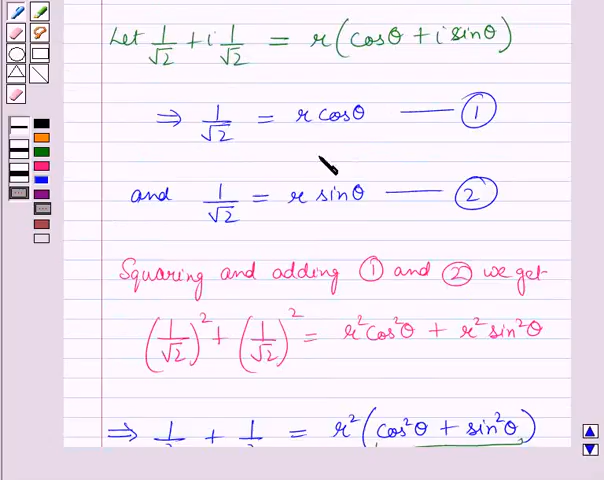 Let 1/√2 + i 1/√2 = r(cosθ + i sinθ)
⇒ 1/√2 = r cosθ —— ①
and 1/√2 = r sinθ —— ②
Squaring and adding ① and ② we get
(1/√2)² + (1/√2)² = r²cos²θ + r²sin²θ
⇒ 1/ + 1/ = r²(cos²θ + sin²θ)